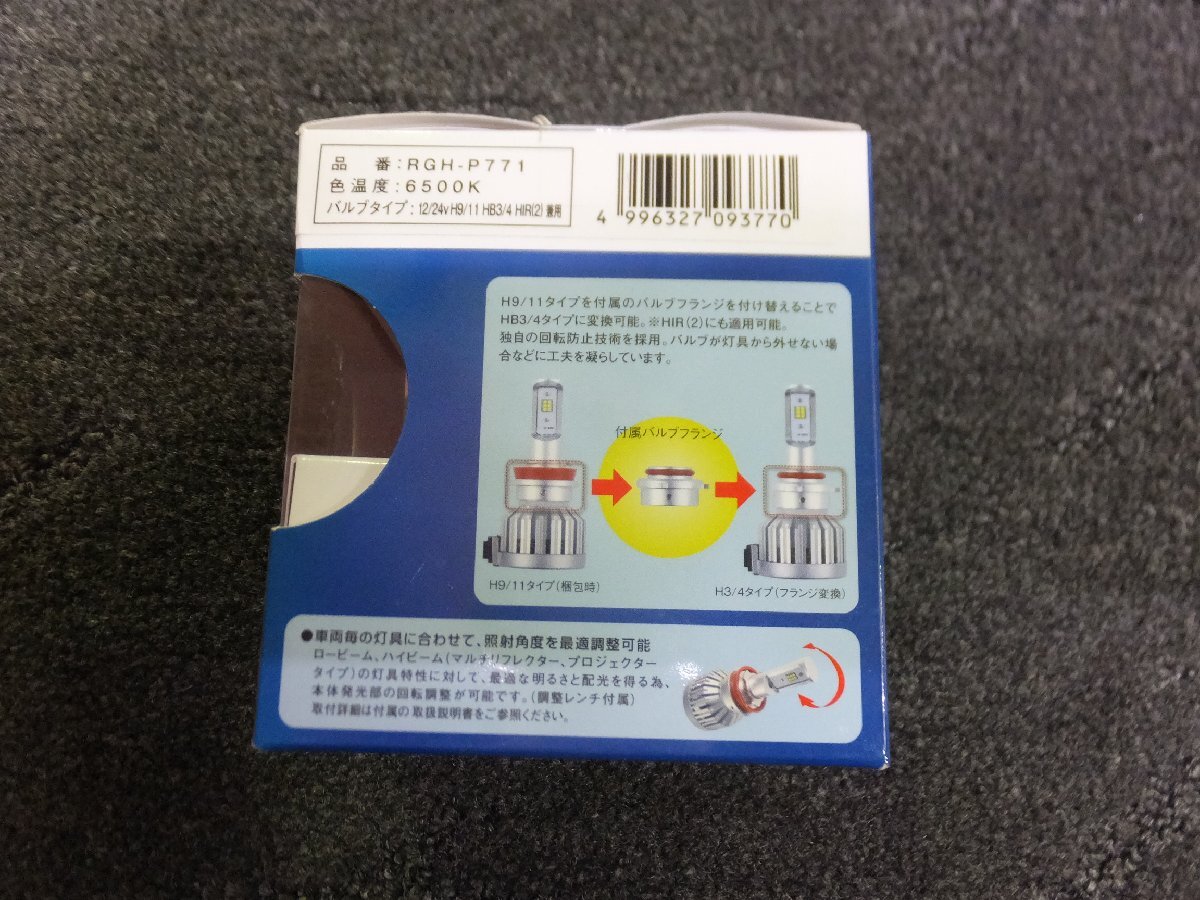 品　番:RGH-P771
色温度:6500K
バルブタイプ:12/24v H9/11 HB3/4 HIR(2) 兼用
4 996327 093770
H9/11タイプを付属のバルブフランジを付け替えることで
HB3/4タイプに変換可能。※HIR(2)にも適用可能。
独自の回転防止技術を採用。バルブが灯具から外せない場
合などに工夫を凝らしています。
付属バルブフランジ
H9/11タイプ(梱包時)
H3/4タイプ(フランジ変換)
●車両毎の灯具に合わせて、照射角度を最適調整可能
ロービーム、ハイビーム(マルチリフレクター、プロジェクター
タイプ)の灯具特性に対して、最適な明るさと配光を得る為、
本体発光部の回転調整が可能です。(調整レンチ付属)
取付詳細は付属の取扱説明書をご参照ください。